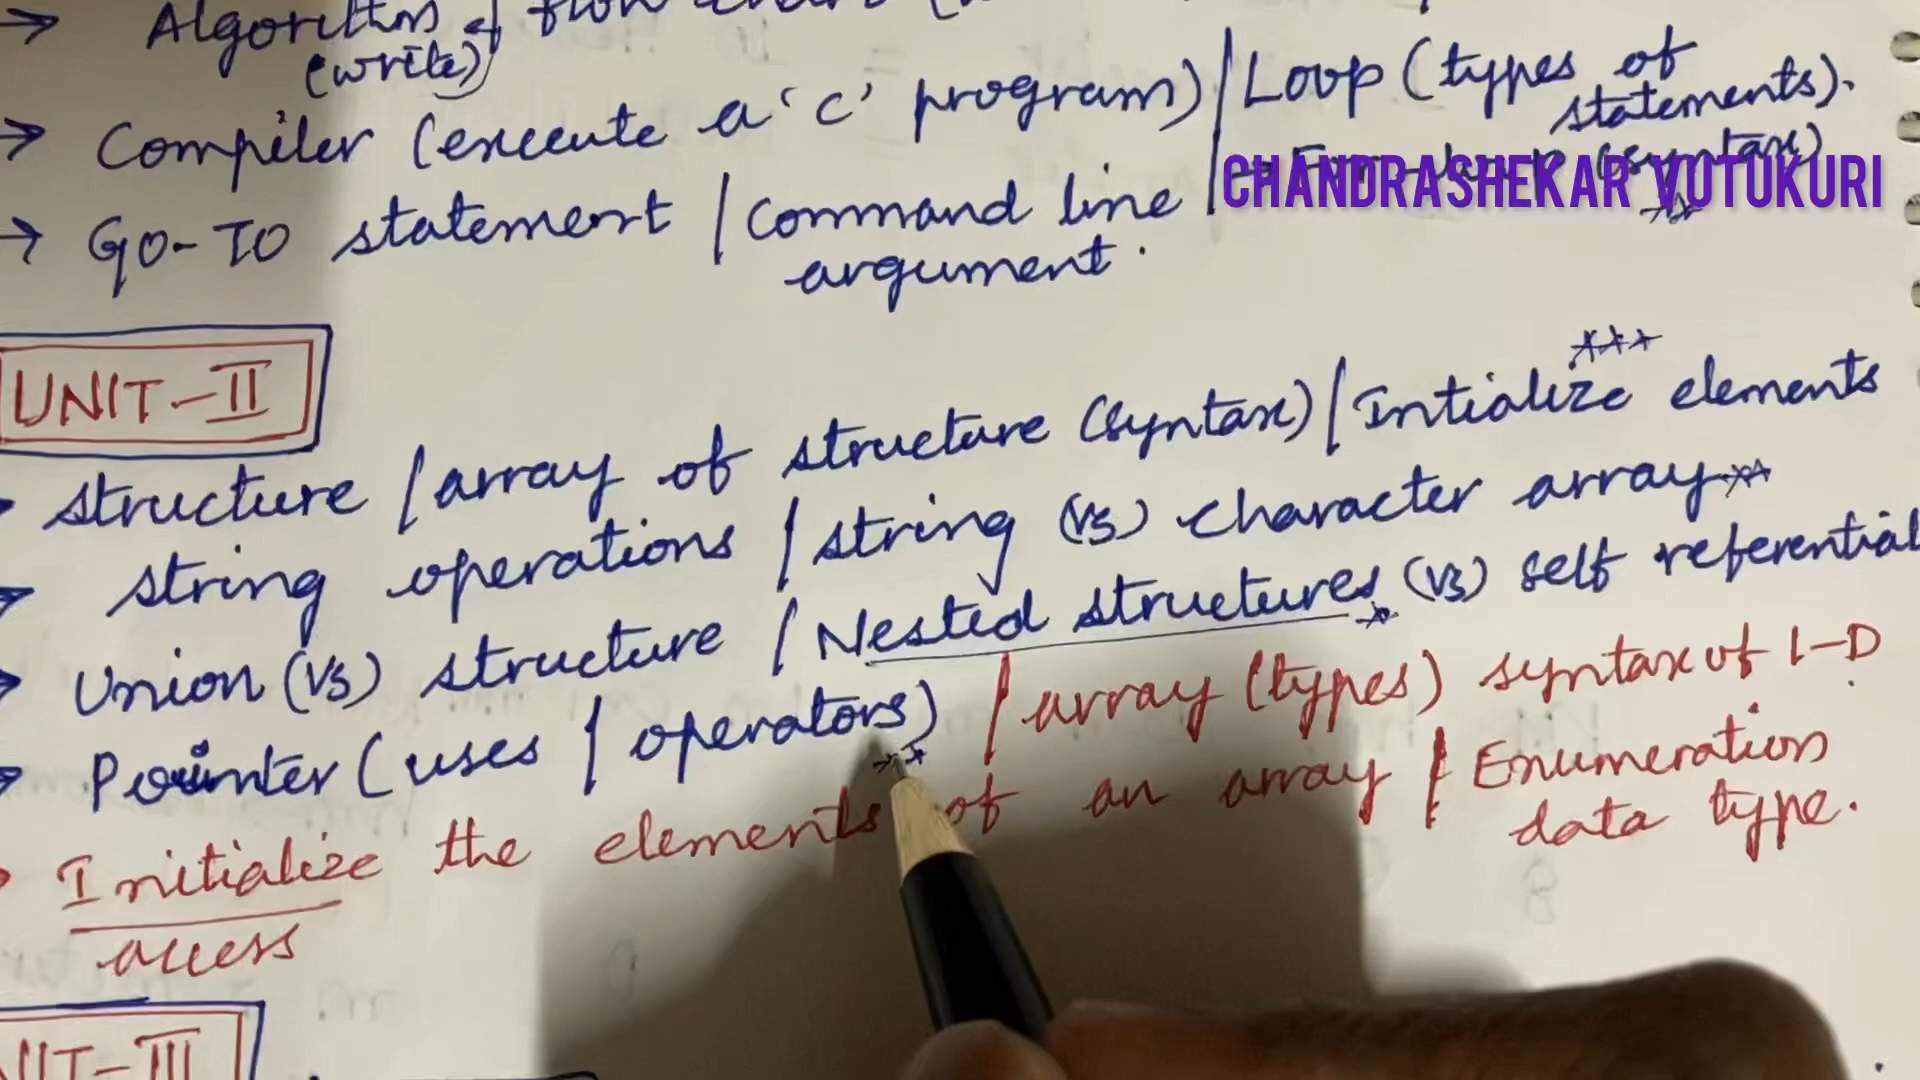 → Algorithm & flow chart
(write)
→ Compiler (execute a 'c' program) / Loop (types of
statements).
(syntax)
CHANDRASHEKAR VUTUKURI
→ GO-TO statement / Command line
argument.
UNIT-II
structure / array of structure (syntax) / Intialize elements ***
→ string operations / string (vs) character array **
→ Union (vs) structure / Nested structures (vs) self referential
→ Pointer (uses / operators) / array (types) syntax of 1-D
Initialize the elements of an array / Enumeration
access
data type.
UNIT-III